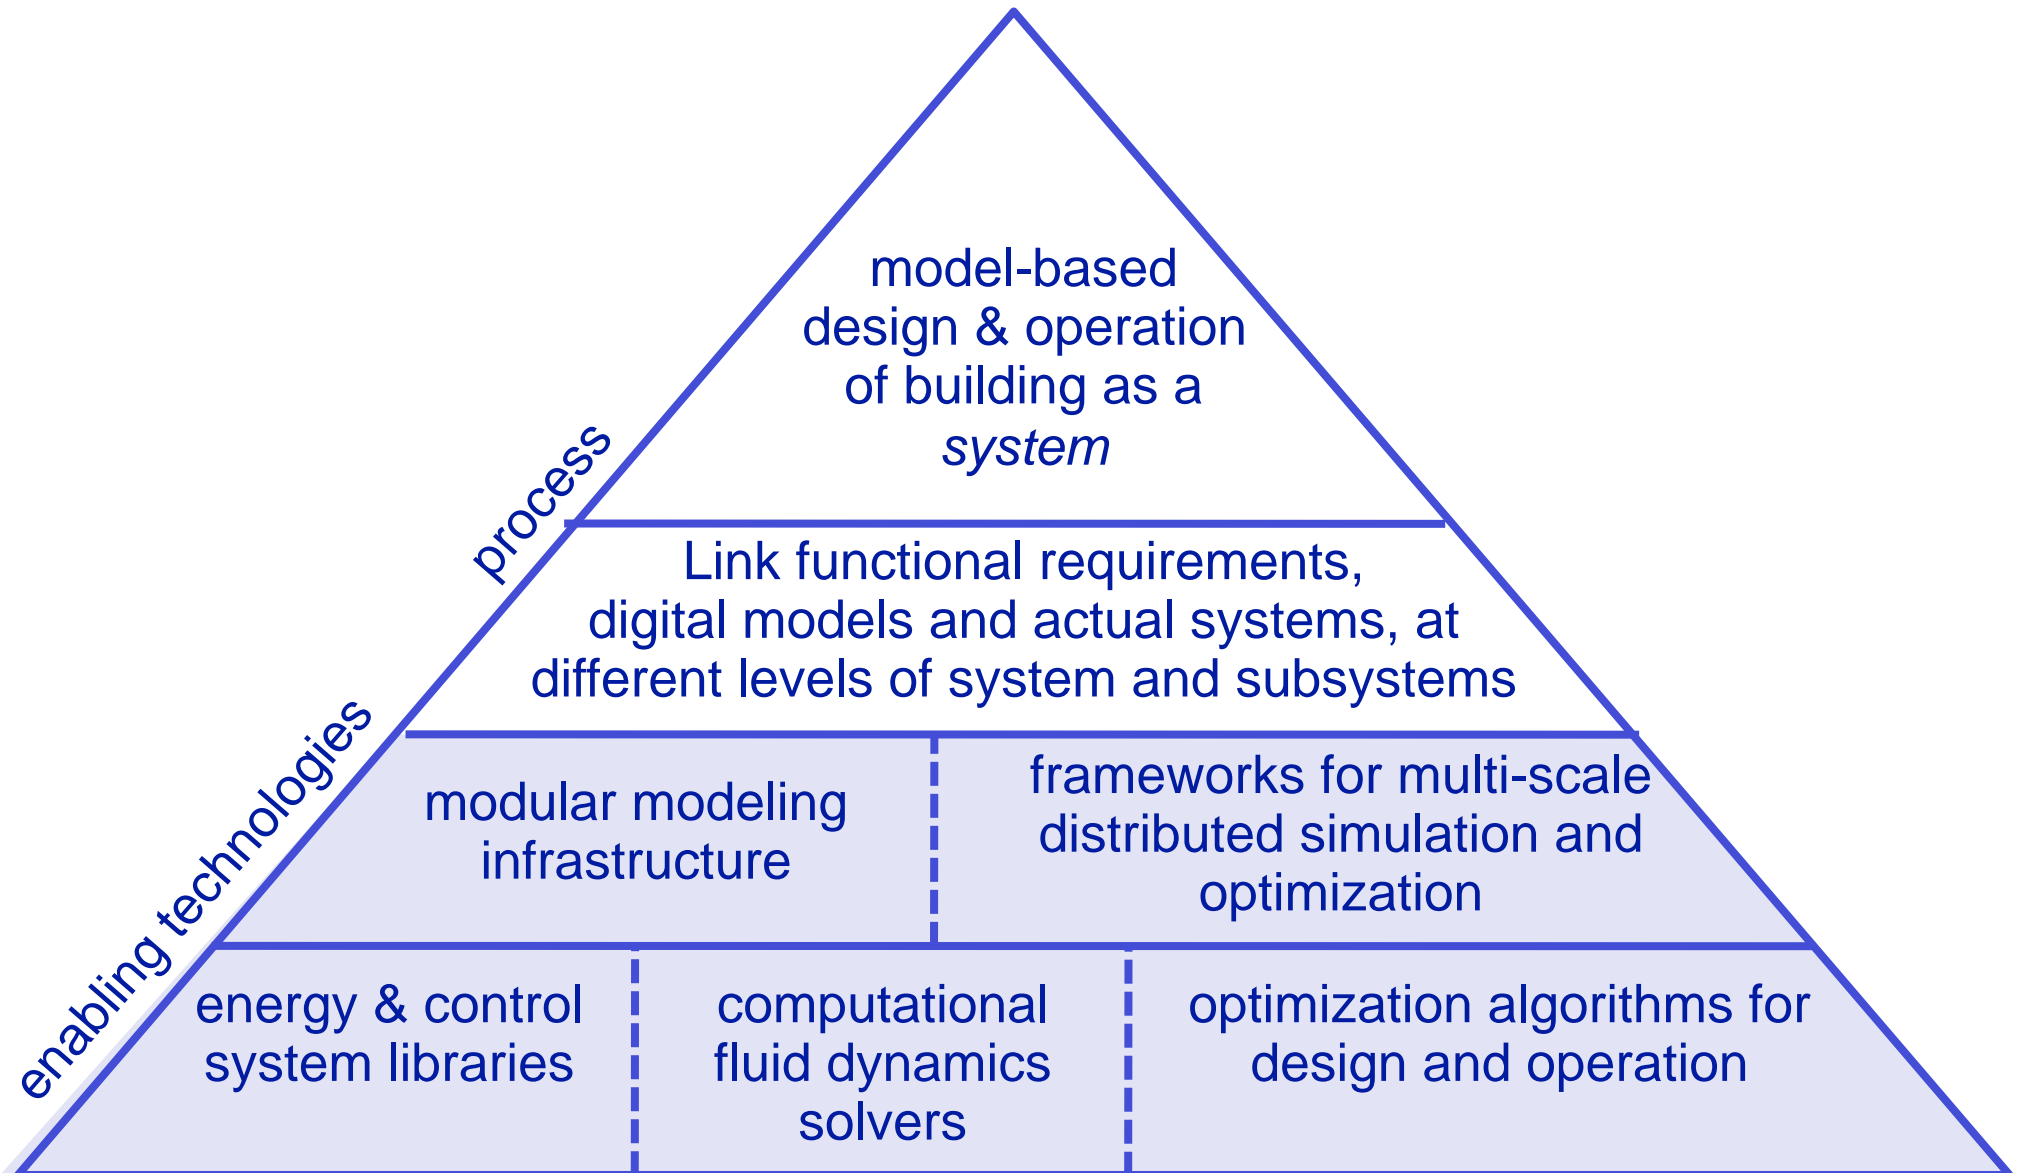 model-based
design & operation
of building as a
system
process
Link functional requirements,
digital models and actual systems, at
different levels of system and subsystems
enabling technologies
modular modeling
infrastructure
frameworks for multi-scale
distributed simulation and
optimization
energy & control
system libraries
computational
fluid dynamics
solvers
optimization algorithms for
design and operation